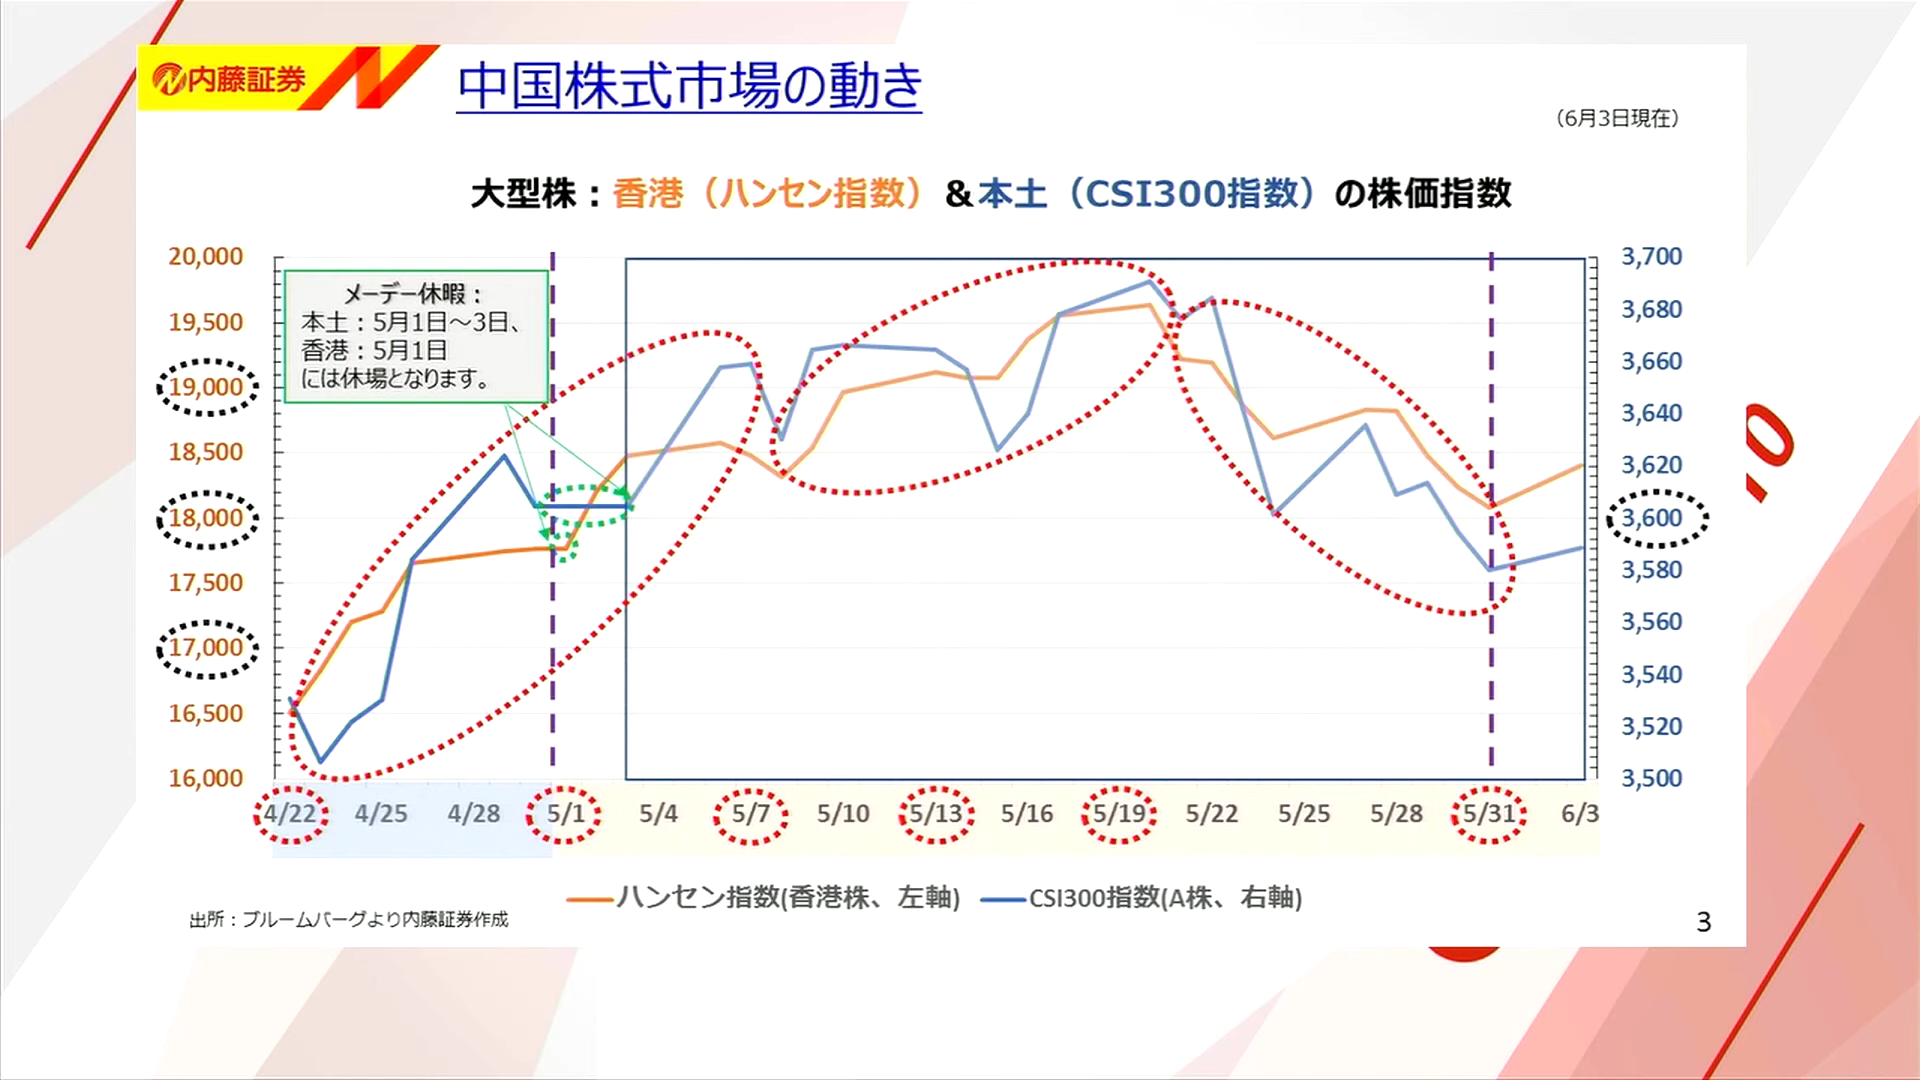 内藤証券
中国株式市場の動き
（6月3日現在）
大型株：香港（ハンセン指数）＆本土（CSI300指数）の株価指数
メーデー休暇：
本土：5月1日～3日、
香港：5月1日
には休場となります。
20,000
19,500
19,000
18,500
18,000
17,500
17,000
16,500
16,000
3,700
3,680
3,660
3,640
3,620
3,600
3,580
3,560
3,540
3,520
3,500
4/22 4/25 4/28 5/1 5/4 5/7 5/10 5/13 5/16 5/19 5/22 5/25 5/28 5/31 6/3
ハンセン指数(香港株、左軸) CSI300指数(A株、右軸)
出所：ブルームバーグより内藤証券作成
3